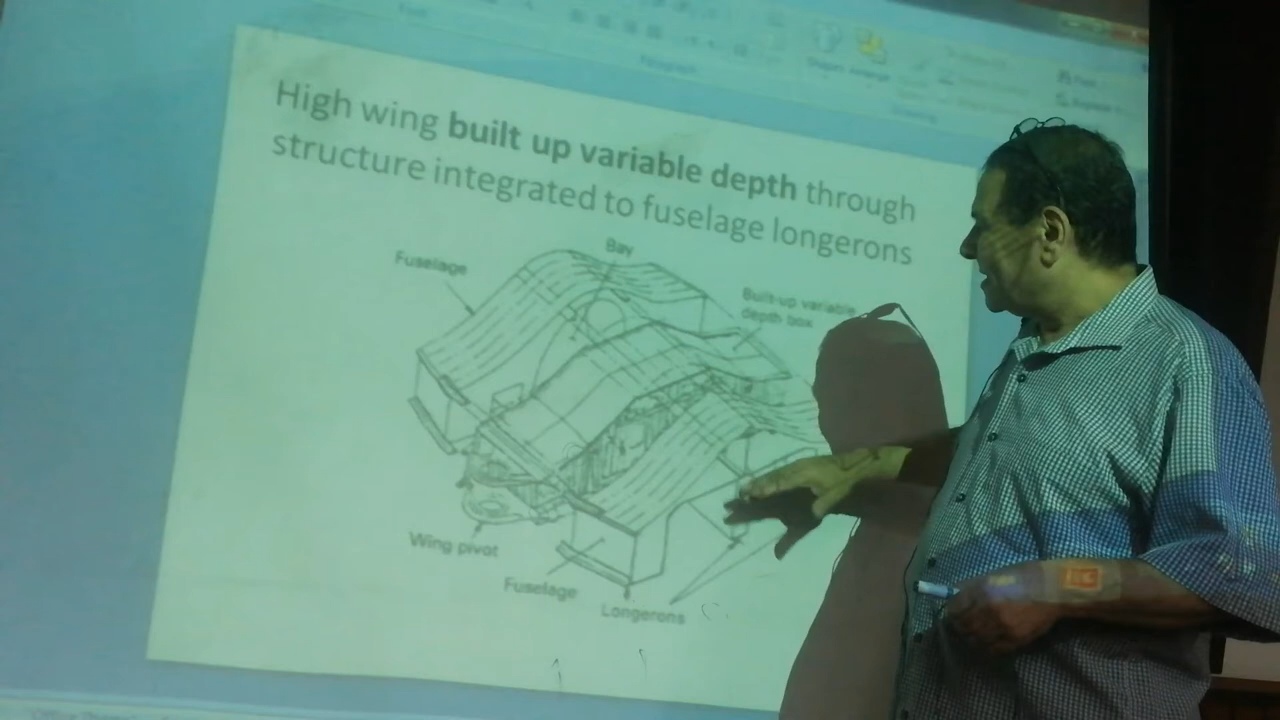 High wing built up variable depth through
structure integrated to fuselage longerons
Bay
Fuselage
Built-up variable
depth box
Wing pivot
Fuselage
Longerons